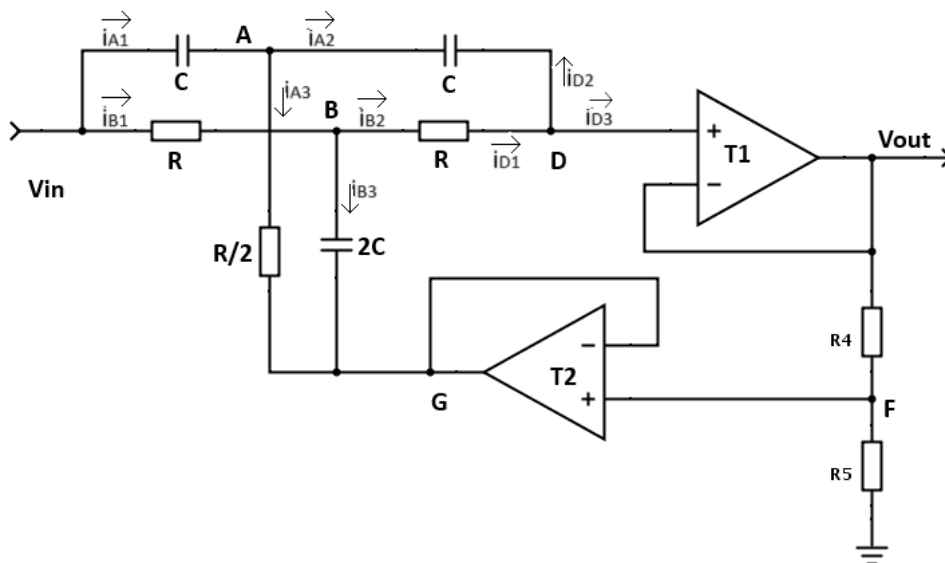 iA1
A
iA2
C
C
iA3
iD2
B
iB1
iB2
iD3
+
T1
Vout
R
R
iD1
D
−
Vin
iB3
R/2
2C
R4
−
T2
G
+
F
R5